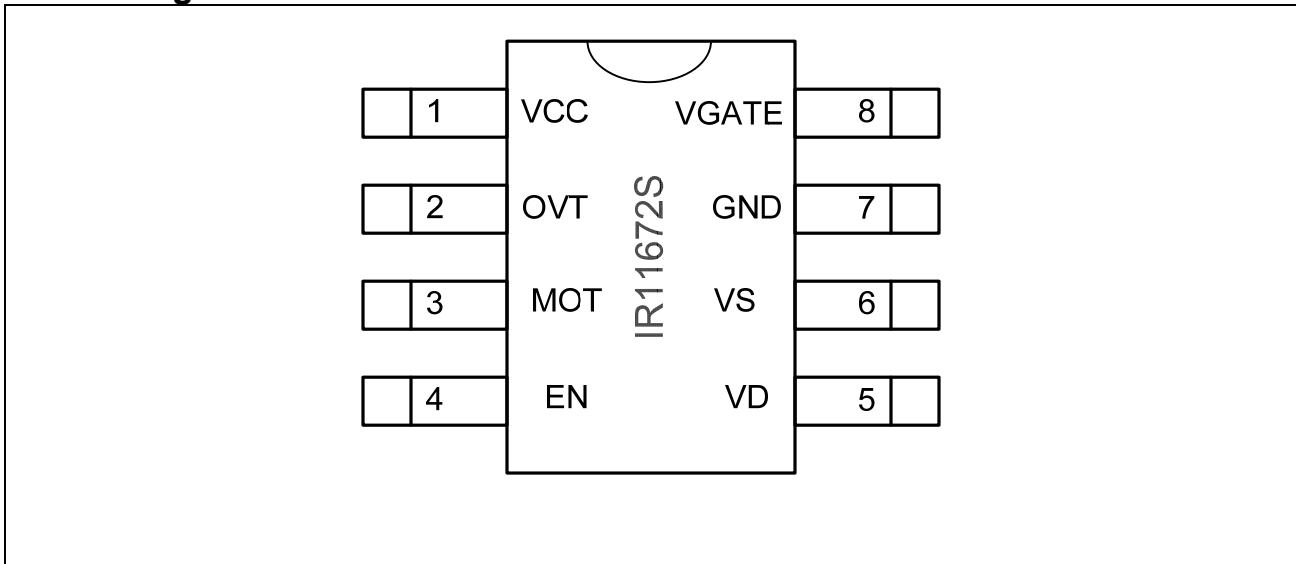 1 VCC VGATE 8
2 OVT GND 7
3 MOT VS 6
4 EN VD 5
IR11672S